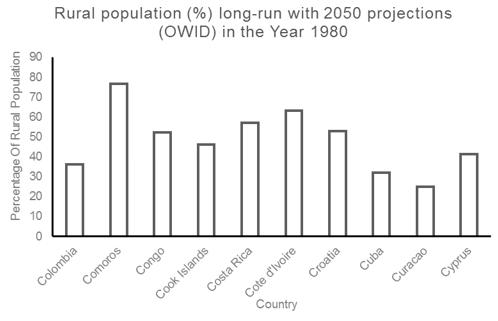 Rural population (%) long-run with 2050 projections
(OWID) in the Year 1980
Percentage Of Rural Population
90
80
70
60
50
40
30
20
10
0
Colombia
Comoros
Congo
Cook Islands
Costa Rica
Cote d'Ivoire
Croatia
Cuba
Curacao
Cyprus
Country